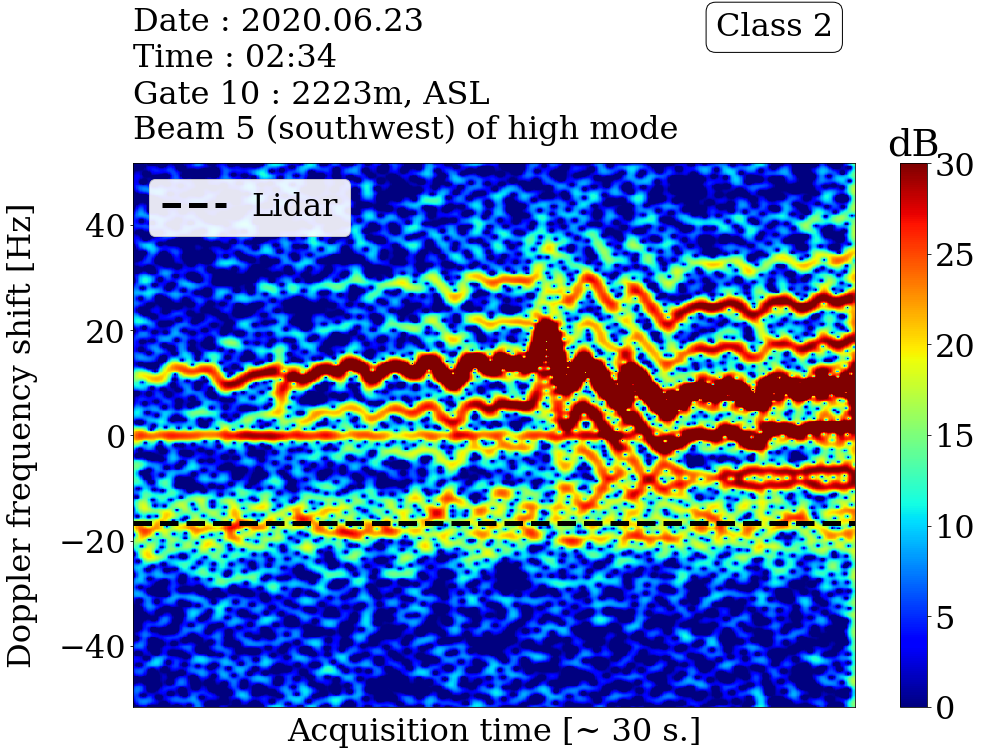 Date : 2020.06.23
Time : 02:34
Gate 10 : 2223m, ASL
Beam 5 (southwest) of high mode
Class 2
dB
Lidar
Doppler frequency shift [Hz]
40
20
0
−20
−40
Acquisition time [~ 30 s.]
30
25
20
15
10
5
0